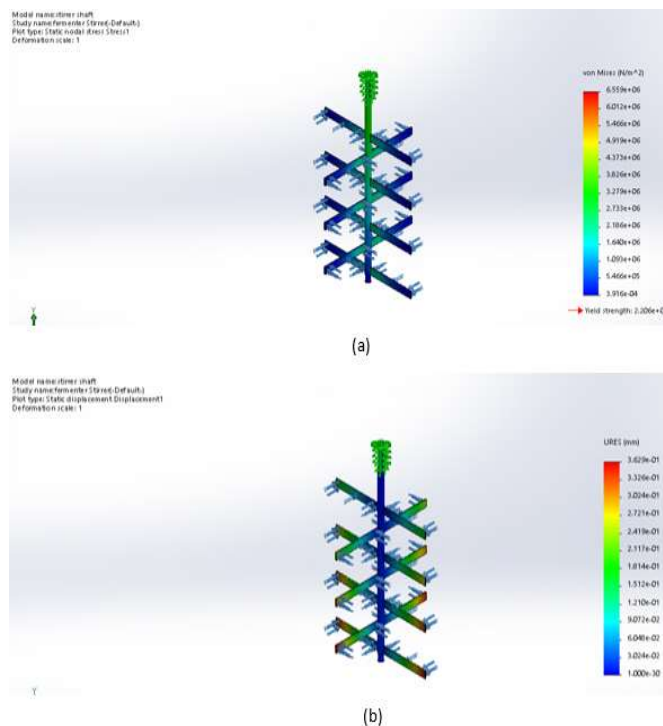 Model name:stirrer shaft
Study name:fermenter Stirrer(-Default-)
Plot type: Static nodal stress Stress1
Deformation scale: 1
von Mises (N/m^2)
6.559e+06
6.012e+06
5.466e+06
4.919e+06
4.373e+06
3.826e+06
3.279e+06
2.733e+06
2.186e+06
1.640e+06
1.093e+06
5.466e+05
3.916e-04
Yield strength: 2.206e+0
Y
(a)
Model name:stirrer shaft
Study name:fermenter Stirrer(-Default-)
Plot type: Static displacement Displacement1
Deformation scale: 1
URES (mm)
3.629e-01
3.326e-01
3.024e-01
2.721e-01
2.419e-01
2.117e-01
1.814e-01
1.512e-01
1.210e-01
9.072e-02
6.048e-02
3.024e-02
1.000e-30
Y
(b)